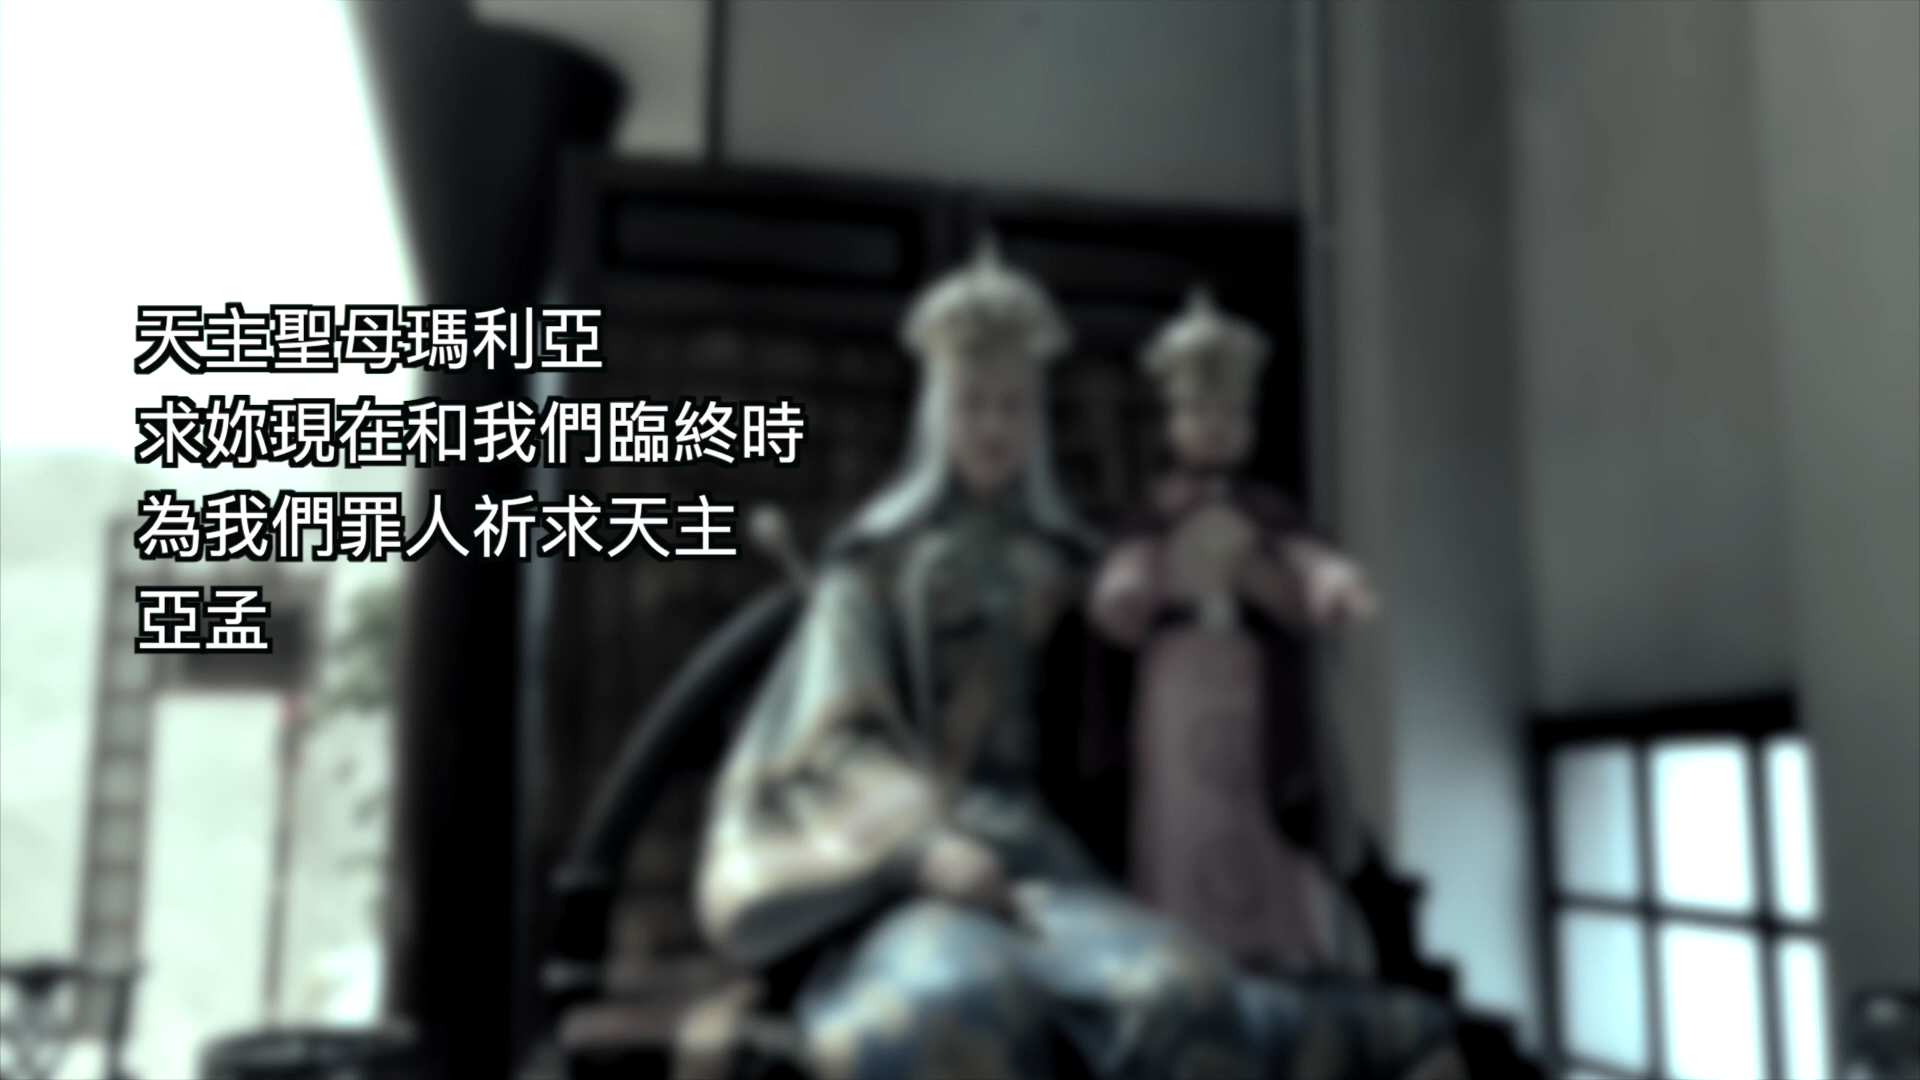 天主聖母瑪利亞
求妳現在和我們臨終時
為我們罪人祈求天主
亞孟